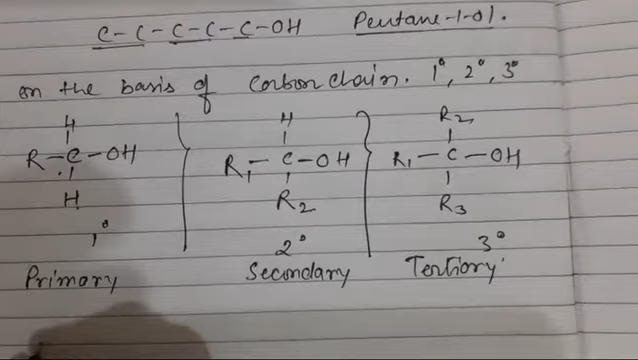 C-C-C-C-C-OH Pentane-1-ol.
on the basis of Carbon chain. 1°, 2°, 3°
H H R2
R-C-OH R1-C-OH R1-C-OH
H R2 R3
1° 2° 3°
Primary Secondary Tertiory